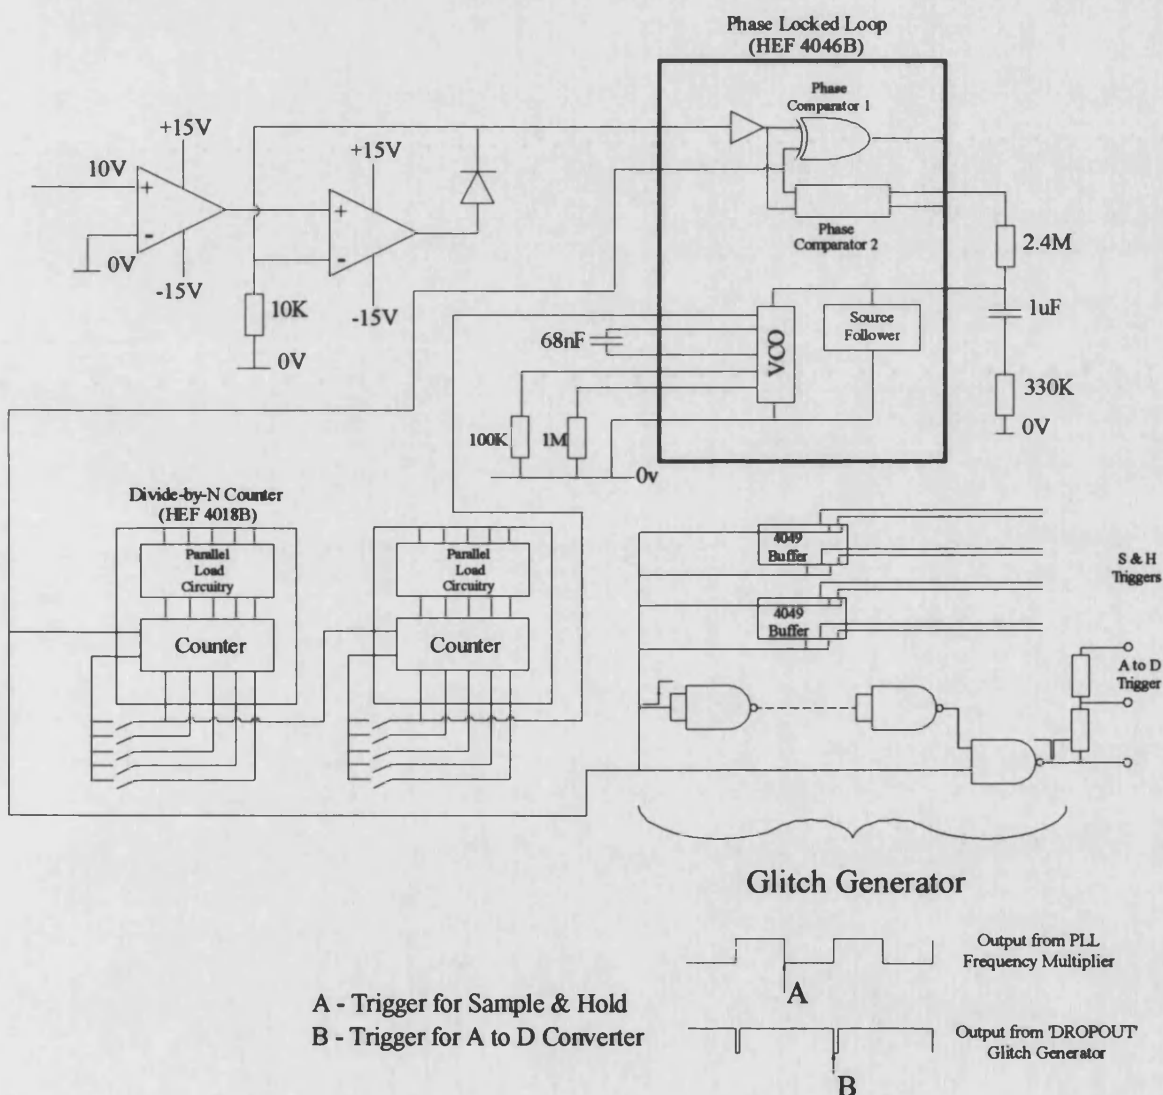 Phase Locked Loop
(HEF 4046B)
Phase
Comparator 1
+15V
+15V
10V
+
-
0V
-15V
+
-
-15V
10K
0V
Phase
Comparator 2
2.4M
1uF
330K
0V
VCO
Source
Follower
68nF
100K
1M
0v
Divide-by-N Counter
(HEF 4018B)
Parallel
Load
Circuitry
Counter
Parallel
Load
Circuitry
Counter
4049
Buffer
4049
Buffer
S & H
Triggers
A to D
Trigger
Glitch Generator
Output from PLL
Frequency Multiplier
A
A - Trigger for Sample & Hold
B - Trigger for A to D Converter
Output from 'DROPOUT'
Glitch Generator
B